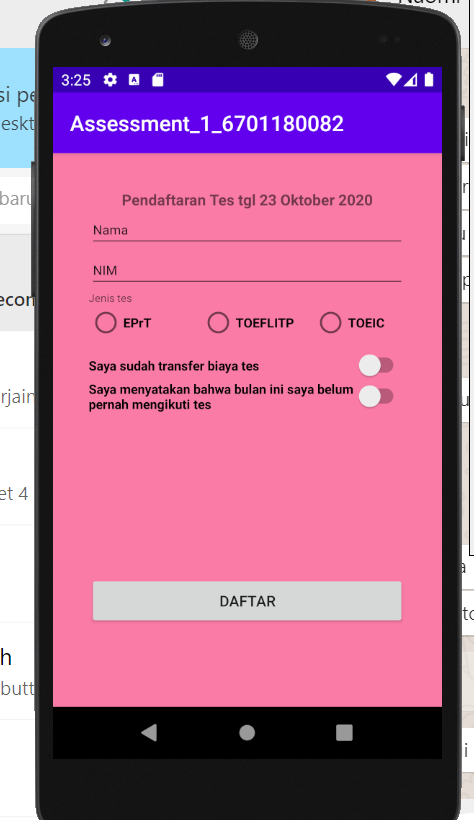 Naomi
si pe
eskt
baru
econ
rjain
et 4
h
butt
3:25
Assessment_1_6701180082
Pendaftaran Tes tgl 23 Oktober 2020
Nama
NIM
Jenis tes
EPrT TOEFLITP TOEIC
Saya sudah transfer biaya tes
Saya menyatakan bahwa bulan ini saya belum
pernah mengikuti tes
DAFTAR